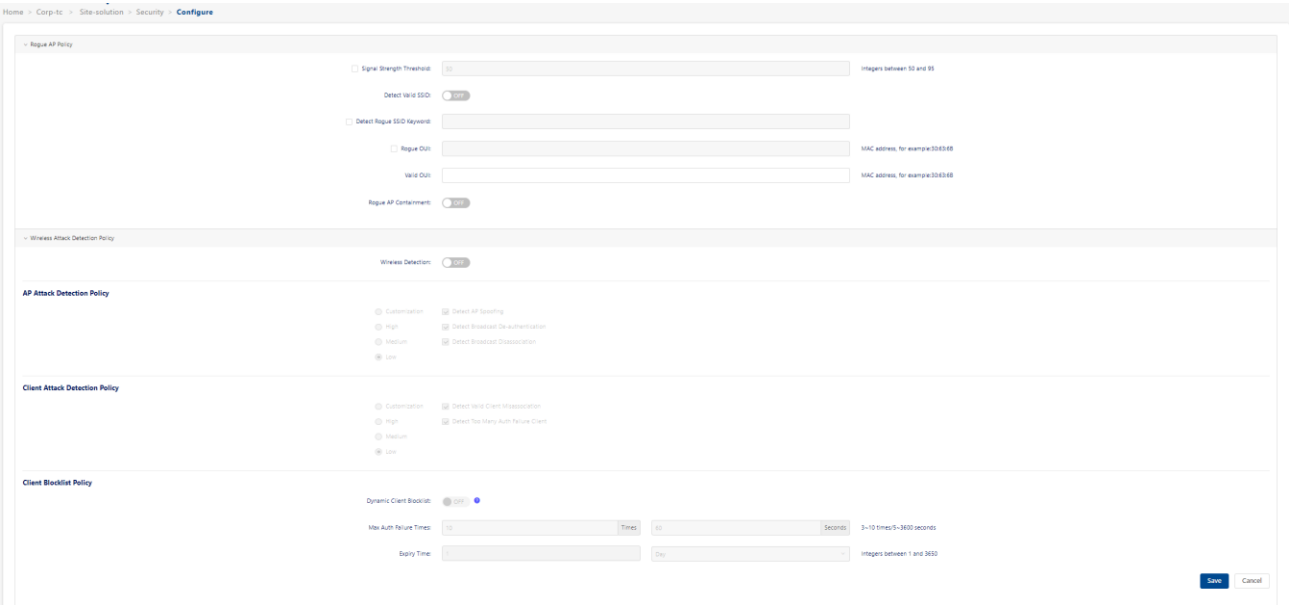 Home > Corp-tc > Site-solution > Security > Configure
Rogue AP Policy
Signal Strength Threshold: 50 Integers between 50 and 95
Detect Valid SSID: OFF
Detect Rogue SSID Keyword:
Rogue OUI: MAC address, for example:30:63:6B
Valid OUI: MAC address, for example:30:63:6B
Rogue AP Containment: OFF
Wireless Attack Detection Policy
Wireless Detection: OFF
AP Attack Detection Policy
Customization Detect AP Spoofing
High Detect Broadcast De-authentication
Medium Detect Broadcast Disassociation
Low
Client Attack Detection Policy
Customization Detect Valid Client Misassociation
High Detect Too Many Auth Failure Client
Medium
Low
Client Blocklist Policy
Dynamic Client Blocklist: OFF
Max Auth Failure Times: 10 Times 60 Seconds 3~10 times/5~3600 seconds
Expiry Time: 1 Day Integers between 1 and 3650
Save Cancel